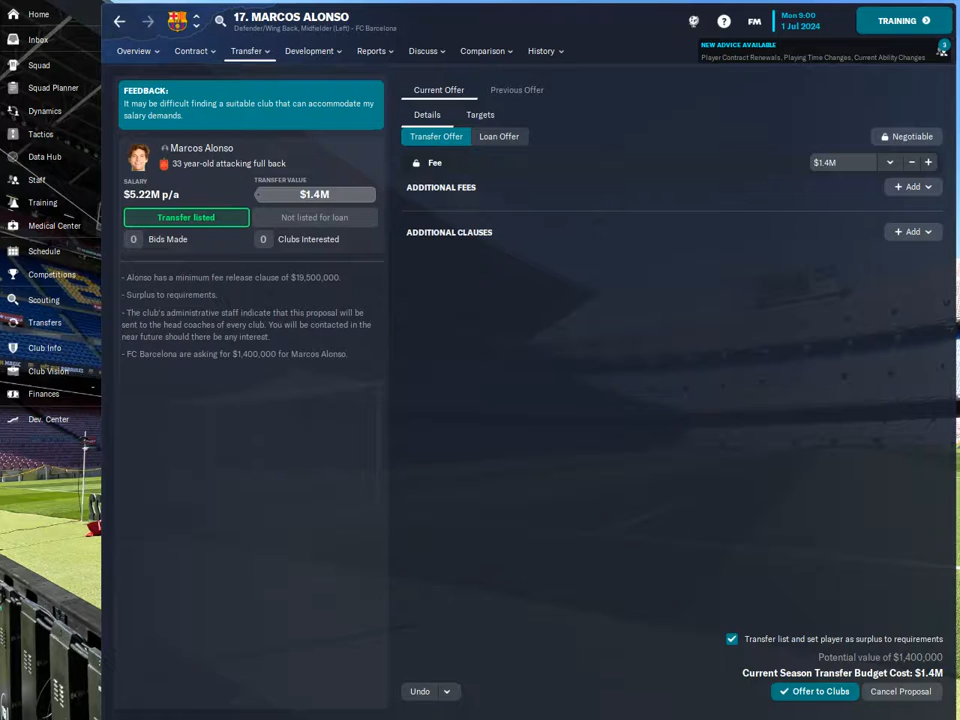 Home
Inbox
Squad
Squad Planner
Dynamics
Tactics
Data Hub
Staff
Training
Medical Center
Schedule
Competitions
Scouting
Transfers
Club Info
Club Vision
Finances
Dev. Center
17. MARCOS ALONSO
Defender/Wing Back, Midfielder (Left) - FC Barcelona
?
FM
Mon 9:00
1 Jul 2024
TRAINING
Overview
Contract
Transfer
Development
Reports
Discuss
Comparison
History
NEW ADVICE AVAILABLE
Player Contract Renewals, Playing Time Changes, Current Ability Changes
3
FEEDBACK:
It may be difficult finding a suitable club that can accommodate my
salary demands.
Marcos Alonso
33 year-old attacking full back
SALARY
$5.22M p/a
TRANSFER VALUE
$1.4M
Transfer listed
Not listed for loan
0 Bids Made
0 Clubs Interested
- Alonso has a minimum fee release clause of $19,500,000.
- Surplus to requirements.
- The club's administrative staff indicate that this proposal will be
sent to the head coaches of every club. You will be contacted in the
near future should there be any interest.
- FC Barcelona are asking for $1,400,000 for Marcos Alonso.
Current Offer
Previous Offer
Details
Targets
Transfer Offer
Loan Offer
Negotiable
Fee
$1.4M
ADDITIONAL FEES
+ Add
ADDITIONAL CLAUSES
+ Add
Transfer list and set player as surplus to requirements
Potential value of $1,400,000
Current Season Transfer Budget Cost: $1.4M
Undo
Offer to Clubs
Cancel Proposal